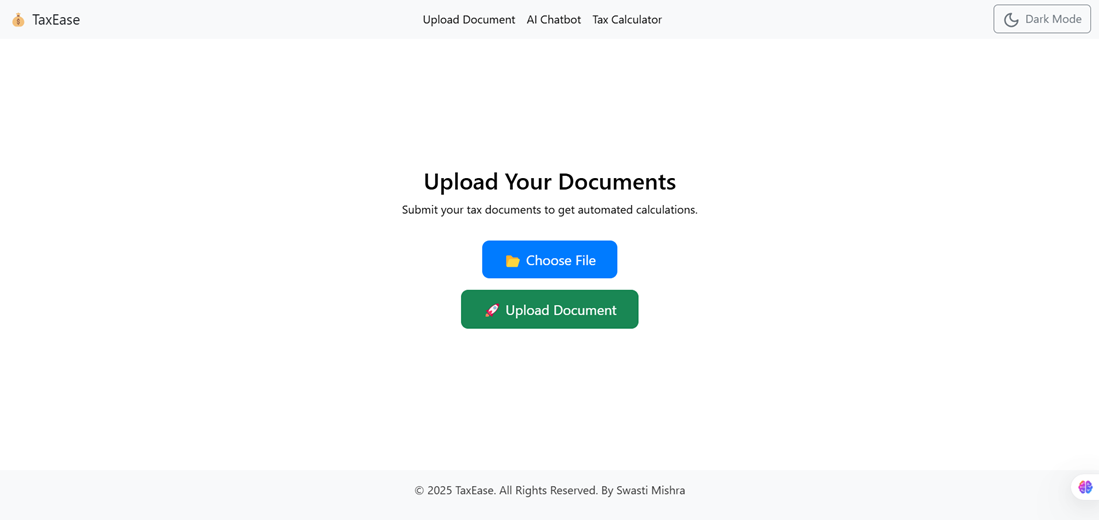 TaxEase
Upload Document AI Chatbot Tax Calculator
Dark Mode
Upload Your Documents
Submit your tax documents to get automated calculations.
Choose File
Upload Document
© 2025 TaxEase. All Rights Reserved. By Swasti Mishra